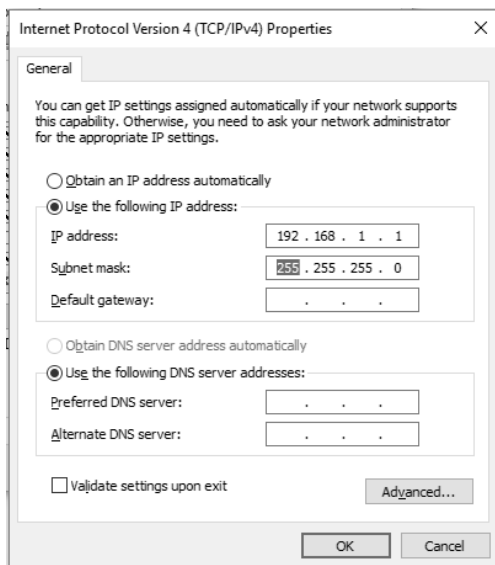 Internet Protocol Version 4 (TCP/IPv4) Properties
General
You can get IP settings assigned automatically if your network supports
this capability. Otherwise, you need to ask your network administrator
for the appropriate IP settings.
Obtain an IP address automatically
Use the following IP address:
IP address: 192 . 168 . 1 . 1
Subnet mask: 255 . 255 . 255 . 0
Default gateway: . . .
Obtain DNS server address automatically
Use the following DNS server addresses:
Preferred DNS server: . . .
Alternate DNS server: . . .
Validate settings upon exit
Advanced...
OK Cancel